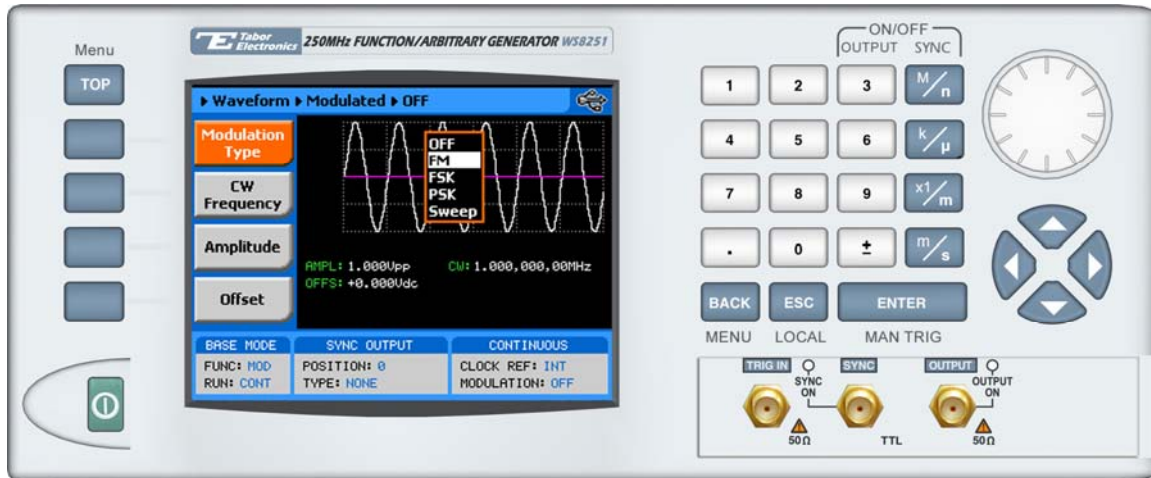 Menu
TOP
Tabor Electronics 250MHz FUNCTION/ARBITRARY GENERATOR WS8251
Waveform ▸ Modulated ▸ OFF
Modulation Type
CW Frequency
Amplitude
Offset
OFF
FM
FSK
PSK
Sweep
AMPL: 1.000Vpp CW: 1.000,000,00MHz
OFFS: +0.000Vdc
BASE MODE
FUNC: MOD
RUN: CONT
SYNC OUTPUT
POSITION: 0
TYPE: NONE
CONTINUOUS
CLOCK REF: INT
MODULATION: OFF
ON/OFF
OUTPUT SYNC
1 2 3 M/n
4 5 6 k/µ
7 8 9 x1/m
. 0 ± m/s
BACK ESC ENTER
MENU LOCAL MAN TRIG
TRIG IN SYNC OUTPUT
SYNC ON
OUTPUT ON
50Ω TTL 50Ω